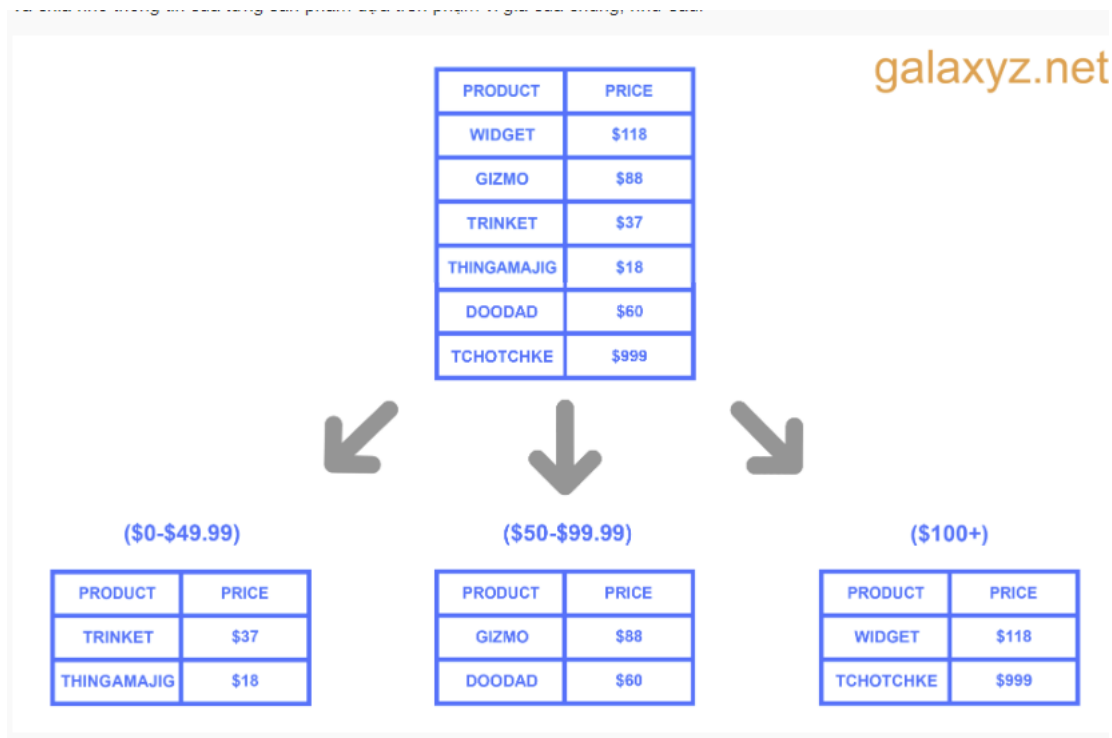 galaxyz.net
PRODUCT PRICE
WIDGET $118
GIZMO $88
TRINKET $37
THINGAMAJIG $18
DOODAD $60
TCHOTCHKE $999
($0-$49.99) ($50-$99.99) ($100+)
PRODUCT PRICE PRODUCT PRICE PRODUCT PRICE
TRINKET $37 GIZMO $88 WIDGET $118
THINGAMAJIG $18 DOODAD $60 TCHOTCHKE $999